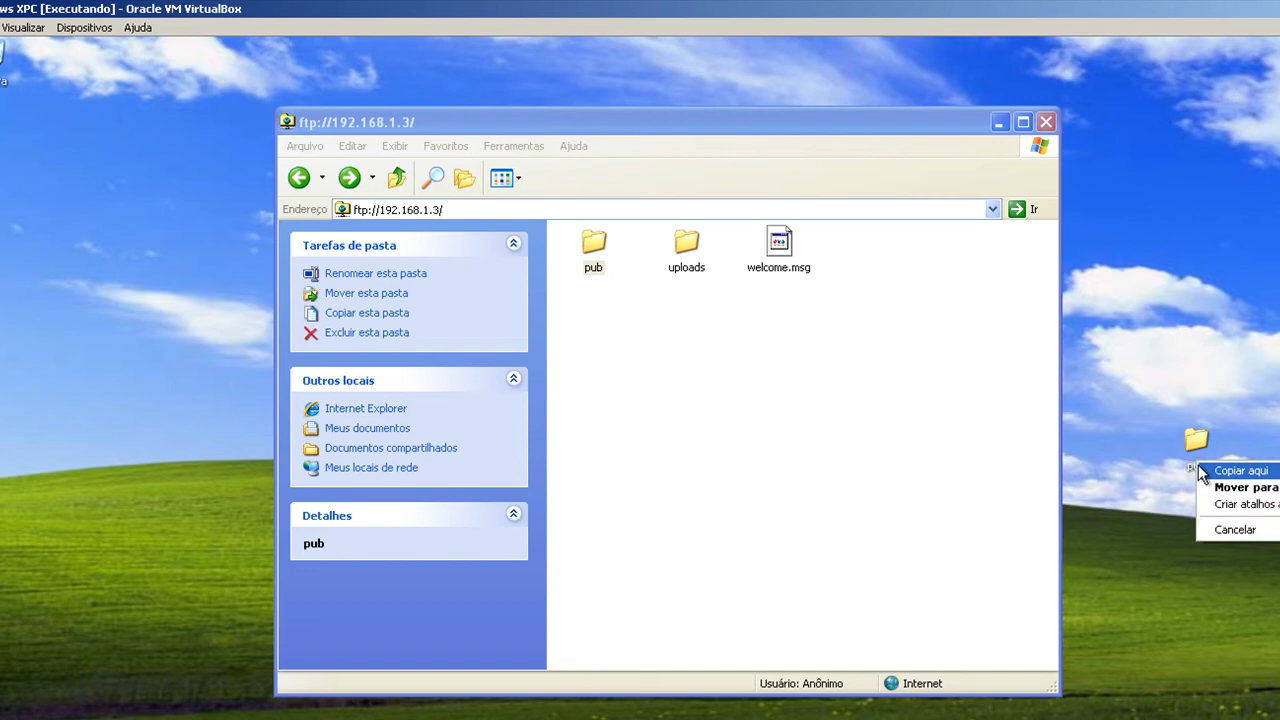 ws XPC [Executando] - Oracle VM VirtualBox
Visualizar Dispositivos Ajuda
a
ftp://192.168.1.3/
Arquivo Editar Exibir Favoritos Ferramentas Ajuda
Endereço ftp://192.168.1.3/ Ir
Tarefas de pasta
Renomear esta pasta
Mover esta pasta
Copiar esta pasta
Excluir esta pasta
Outros locais
Internet Explorer
Meus documentos
Documentos compartilhados
Meus locais de rede
Detalhes
pub
pub uploads welcome.msg
Copiar aqui
Mover para
Criar atalhos a
Cancelar
Usuário: Anônimo Internet